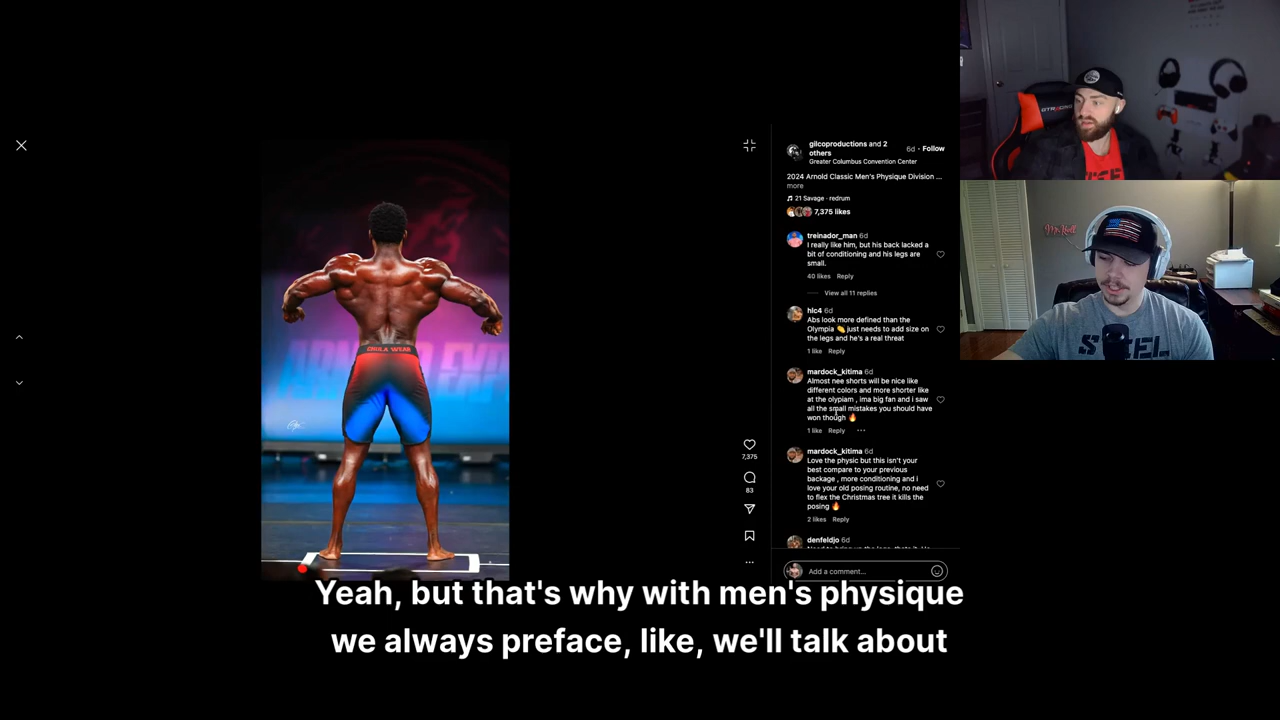 gilcoproductions and 2
others
6d • Follow
Greater Columbus Convention Center
2024 Arnold Classic Men's Physique Division ...
more
21 Savage · redrum
7,375 likes
treinador_man 6d
I really like him, but his back lacked a
bit of conditioning and his legs are
small.
40 likes Reply
View all 11 replies
hlc4 6d
Abs look more defined than the
Olympia 👏 just needs to add size on
the legs and he's a real threat
1 like Reply
mardock_kitima 6d
Almost nee shorts will be nice like
different colors and more shorter like
at the olypiam , ima big fan and i saw
all the small mistakes you should have
won though 🔥
1 like Reply ...
mardock_kitima 6d
Love the physic but this isn't your
best compare to your previous
backage , more conditioning and i
love your old posing routine, no need
to flex the Christmas tree it kills the
posing 🔥
2 likes Reply
denfeldjo 6d
Add a comment...
7,375
83
ARNOLD EXP
STEEL
Yeah, but that's why with men's physique
we always preface, like, we'll talk about